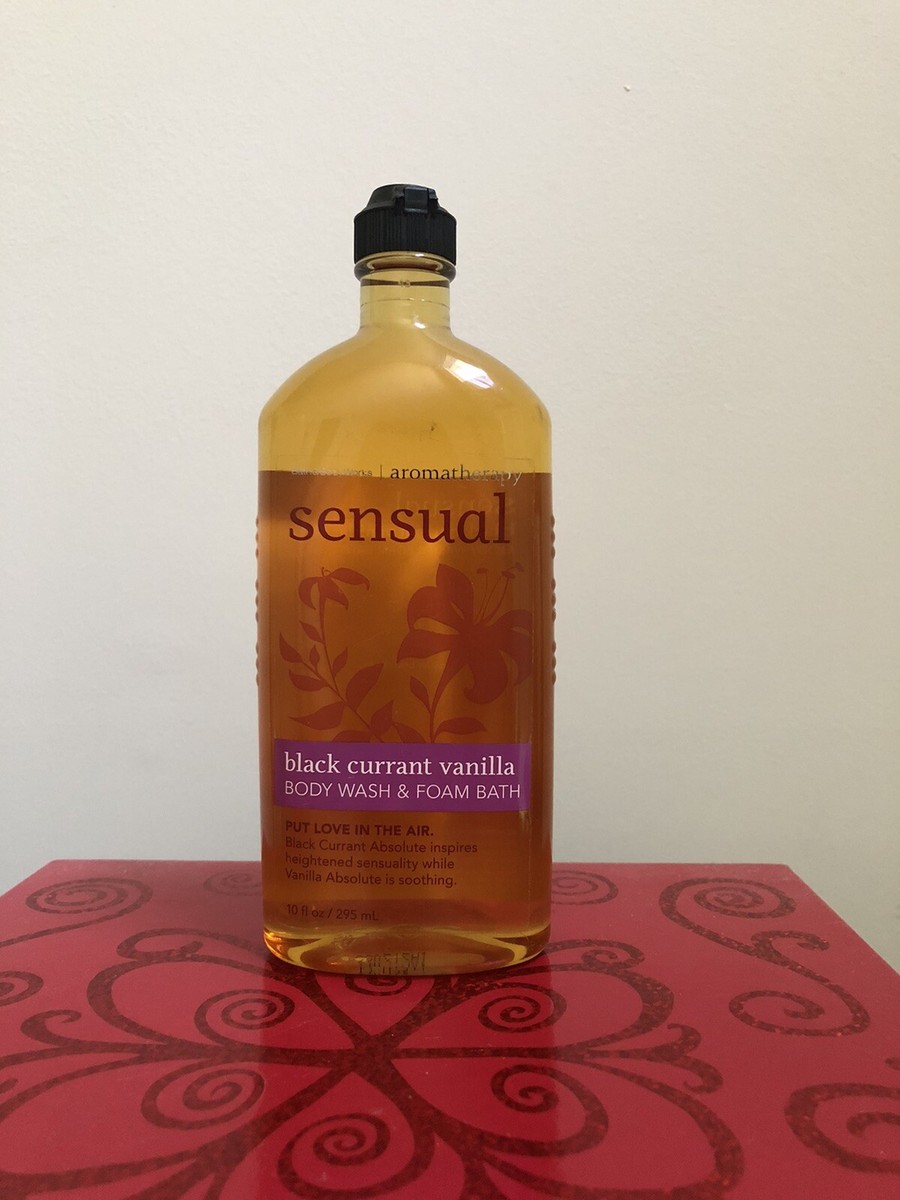 aromatherapy
sensual
black currant vanilla
BODY WASH & FOAM BATH
PUT LOVE IN THE AIR.
Black Currant Absolute inspires
heightened sensuality while
Vanilla Absolute is soothing.
10 fl oz / 295 mL